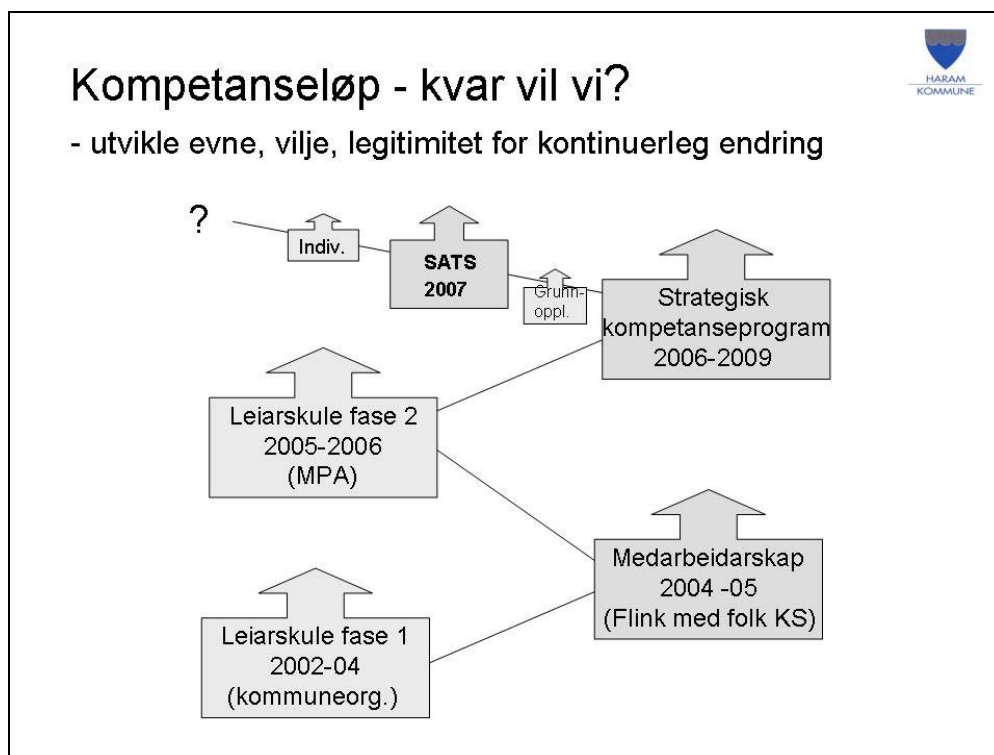 HARAM
KOMMUNE
Kompetanseløp - kvar vil vi?
- utvikle evne, vilje, legitimitet for kontinuerleg endring
?
Indiv.
SATS
2007
Grunn-
oppl.
Strategisk
kompetanseprogram
2006-2009
Leiarskule fase 2
2005-2006
(MPA)
Medarbeidarskap
2004 -05
(Flink med folk KS)
Leiarskule fase 1
2002-04
(kommuneorg.)